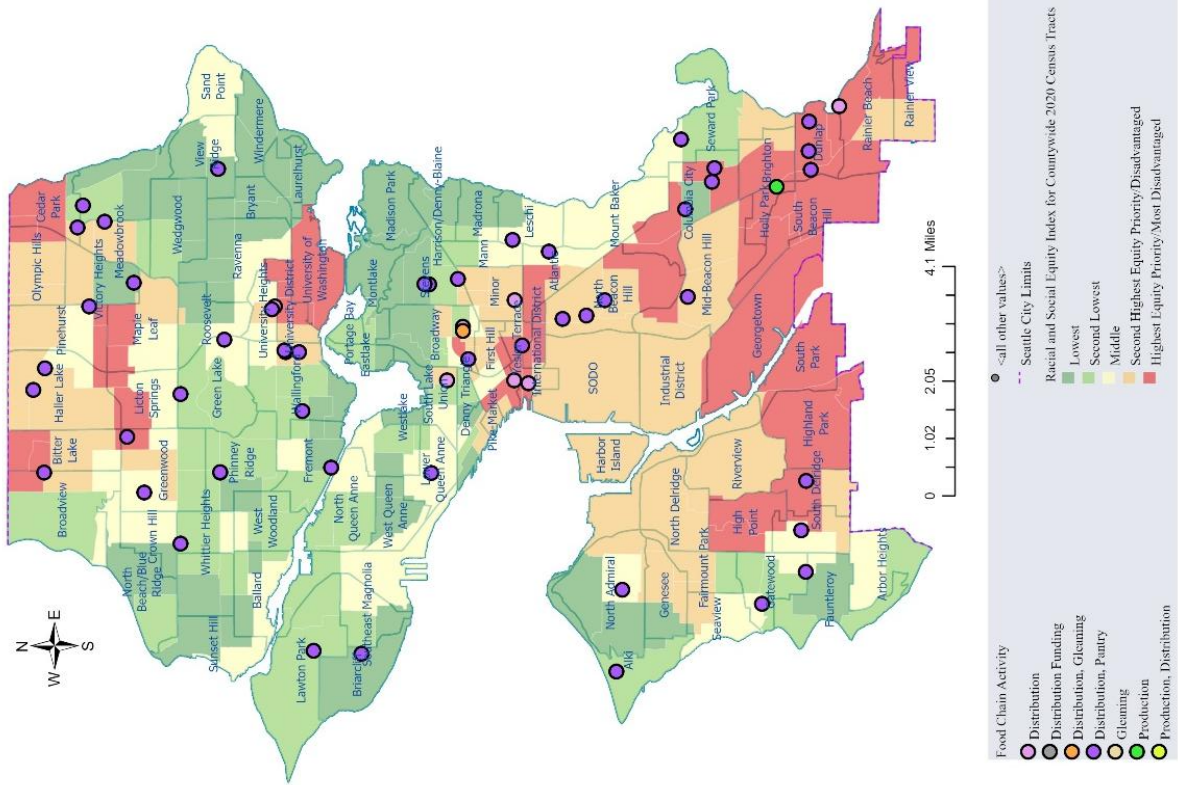 N
W
E
S
Broadview
Bitter
Lake
Haller Lake
Pinehurst
Olympic Hills
Cedar
Park
Victory Heights
Meadowbrook
North
Beach/Blue
Ridge
Crown Hill
Greenwood
Licton
Springs
Maple
Leaf
Wedgwood
View
Ridge
Sand
Point
Whittier Heights
Phinney
Ridge
Green Lake
Roosevelt
Ravenna
Bryant
Windermere
Sunset Hill
Ballard
West
Woodland
Fremont
Wallingford
University Heights
University District
University of
Washington
Laurelhurst
Lawton Park
Briarcliff
Southeast Magnolia
North
Queen Anne
West Queen
Anne
Lower
Queen Anne
Westlake
Eastlake
Portage Bay
Montlake
Madison Park
South Lake
Union
Broadway
Stevens
Harrison/Denny-Blaine
Denny Triangle
Pike-Market
First Hill
Minor
Mann
Madrona
Leschi
Yesler Terrace
International District
Atlantic
Harbor
Island
SODO
Industrial
District
North
Beacon
Hill
Mount Baker
Mid-Beacon Hill
Columbia City
Seward Park
Alki
North Admiral
Genesee
Fairmount Park
Seaview
North Delridge
Riverview
High
Point
Gatewood
Fauntleroy
Arbor Heights
South Delridge
Highland
Park
South
Park
Georgetown
Holly Park
Brighton
South
Beacon
Hill
Dunlap
Rainier Beach
Rainier View
0
1.02
2.05
4.1 Miles
Food Chain Activity
Distribution
Distribution Funding
Distribution, Gleaning
Distribution, Pantry
Gleaning
Production
Production, Distribution
<all other values>
Seattle City Limits
Racial and Social Equity Index for Countywide 2020 Census Tracts
Lowest
Second Lowest
Middle
Second Highest Equity Priority/Disadvantaged
Highest Equity Priority/Most Disadvantaged